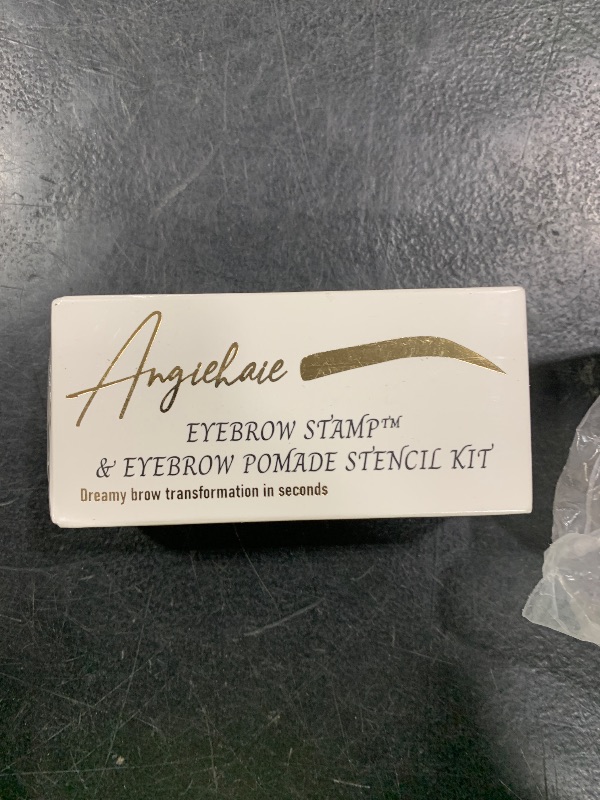 Angiehaie
EYEBROW STAMP™
& EYEBROW POMADE STENCIL KIT
Dreamy brow transformation in seconds